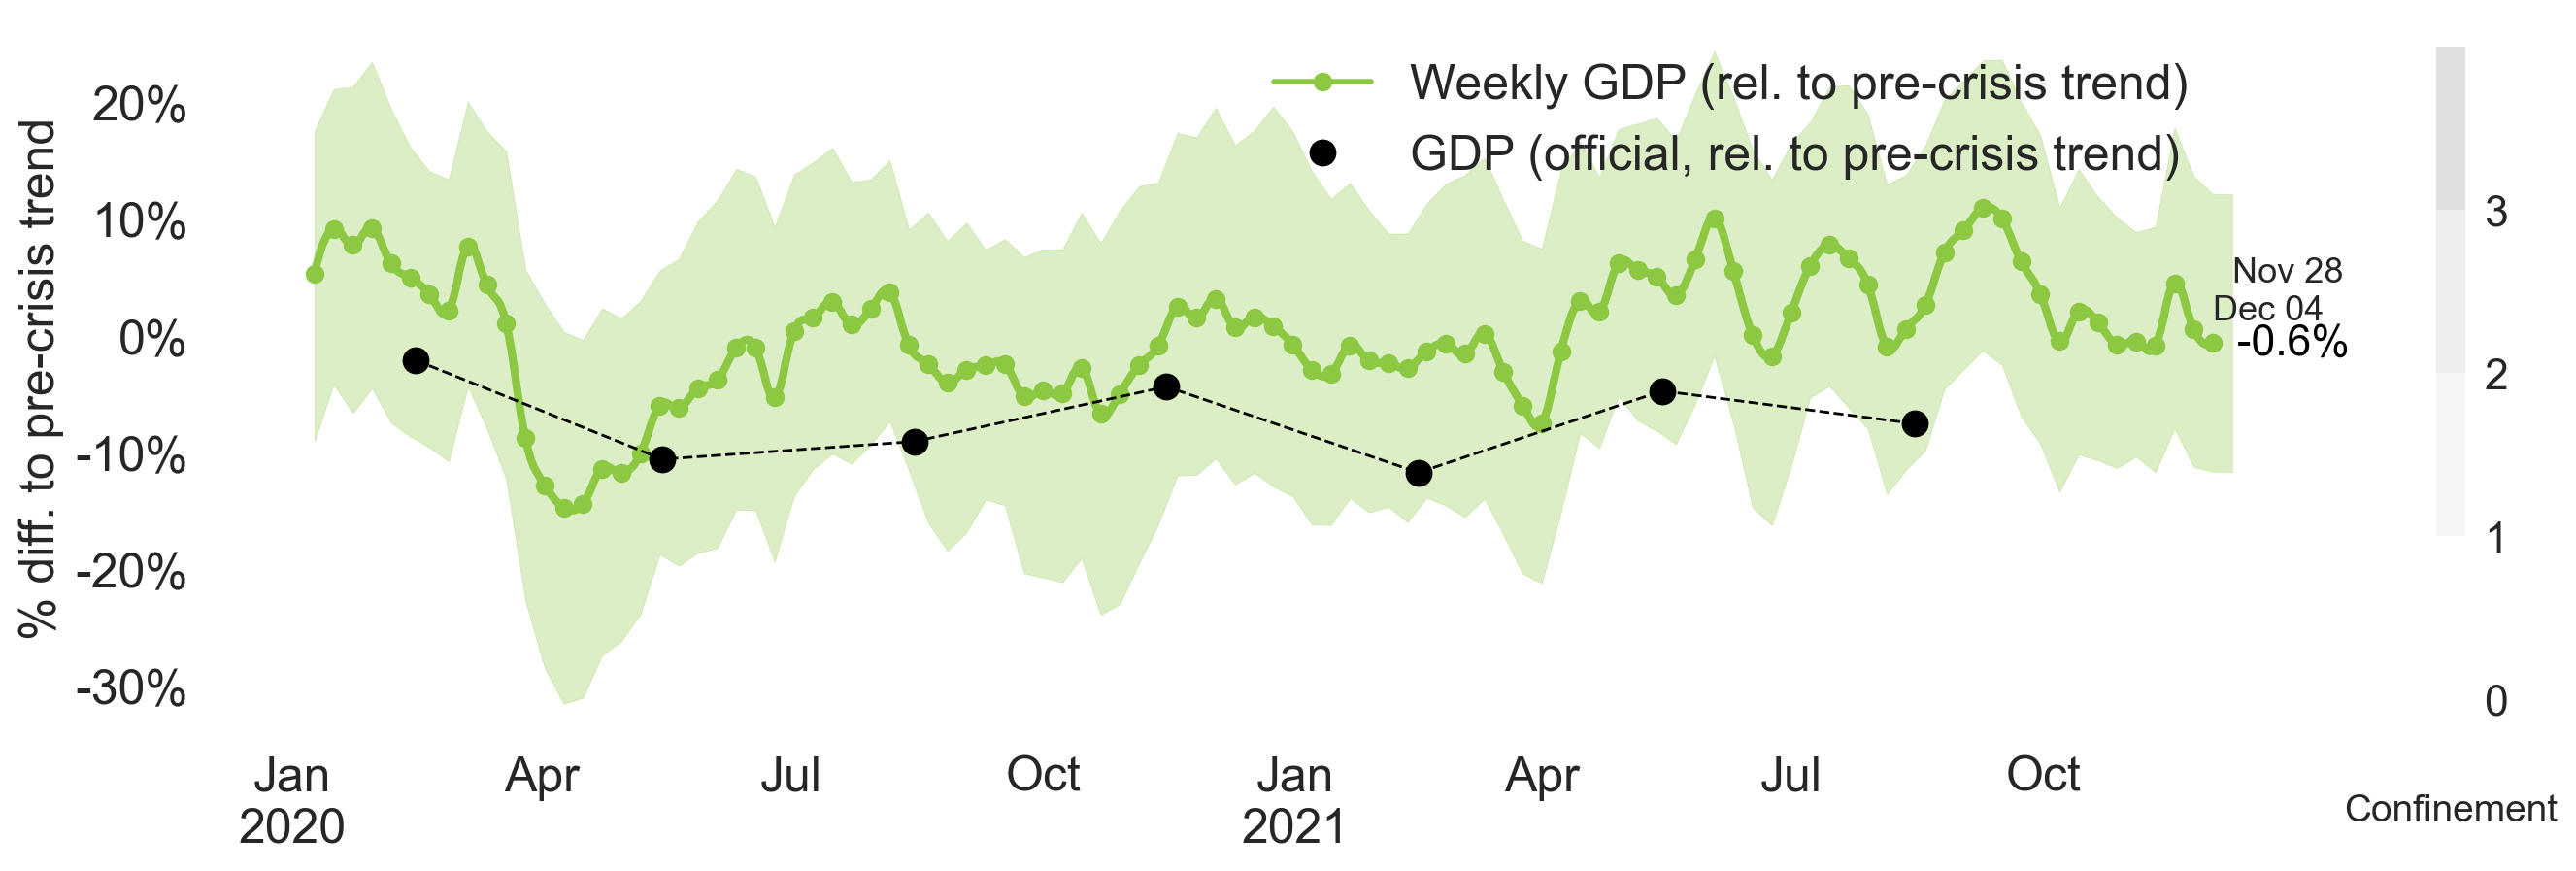 Weekly GDP (rel. to pre-crisis trend)
GDP (official, rel. to pre-crisis trend)
% diff. to pre-crisis trend
20%
10%
0%
-10%
-20%
-30%
Nov 28
Dec 04
-0.6%
3
2
1
0
Jan Apr Jul Oct Jan Apr Jul Oct
2020 2021
Confinement